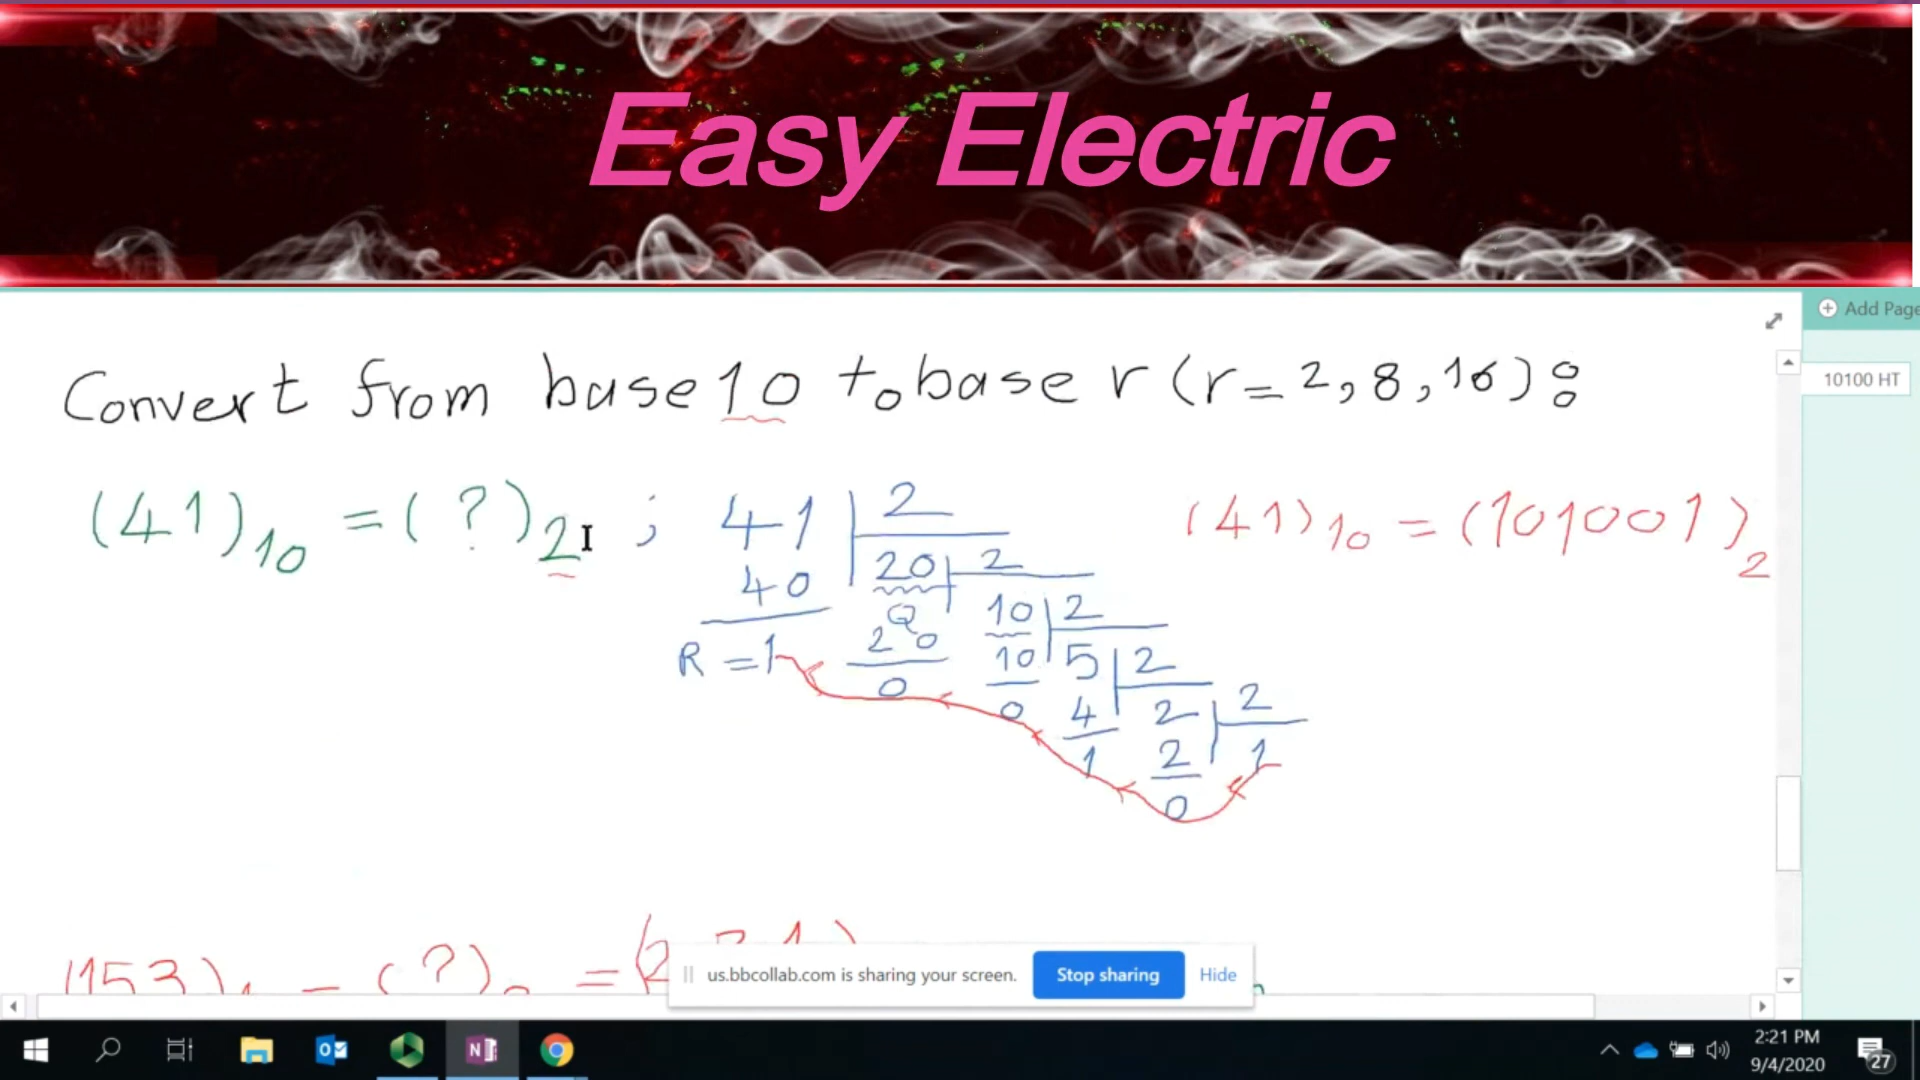 Easy Electric
Add Page
10100 HT
Convert from base 10 to base r (r = 2, 8, 16) :
(41)10 = (?)2 ; 41 | 2
(41)10 = (101001)2
40 20 | 2
Q 10 | 2
R = 1 20 10 5 | 2
0 0 4 2 | 2
1 2 1
0
(153) = (?) = (2 1)
us.bbcollab.com is sharing your screen. Stop sharing Hide
2:21 PM
9/4/2020
27